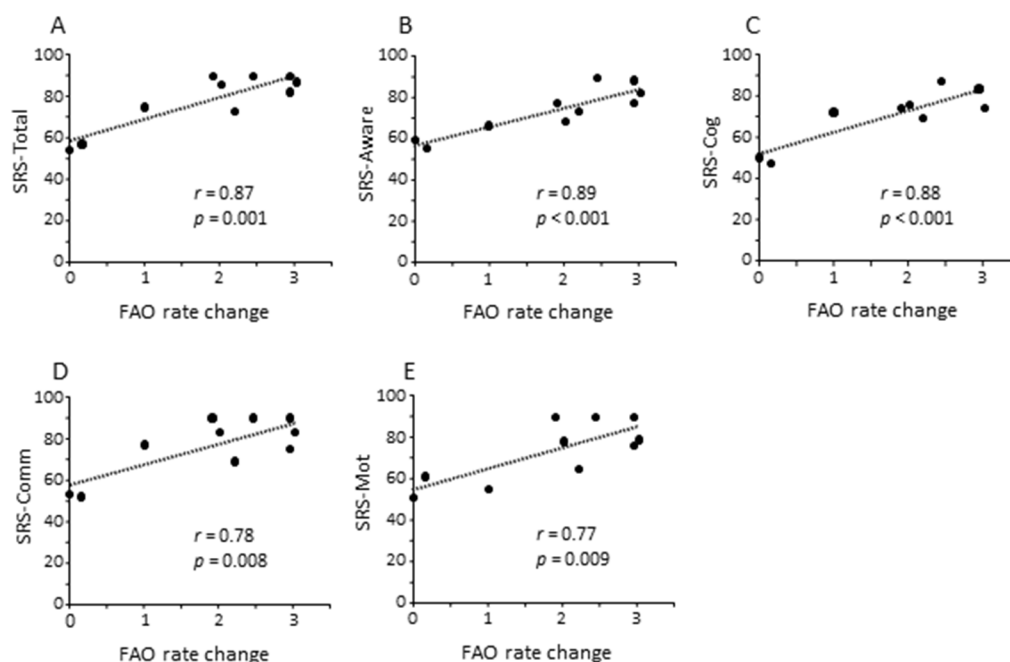 A
SRS-Total
100
80
60
40
20
0
r = 0.87
p = 0.001
0 1 2 3
FAO rate change
B
SRS-Aware
100
80
60
40
20
0
r = 0.89
p < 0.001
0 1 2 3
FAO rate change
C
SRS-Cog
100
80
60
40
20
0
r = 0.88
p < 0.001
0 1 2 3
FAO rate change
D
SRS-Comm
100
80
60
40
20
0
r = 0.78
p = 0.008
0 1 2 3
FAO rate change
E
SRS-Mot
100
80
60
40
20
0
r = 0.77
p = 0.009
0 1 2 3
FAO rate change